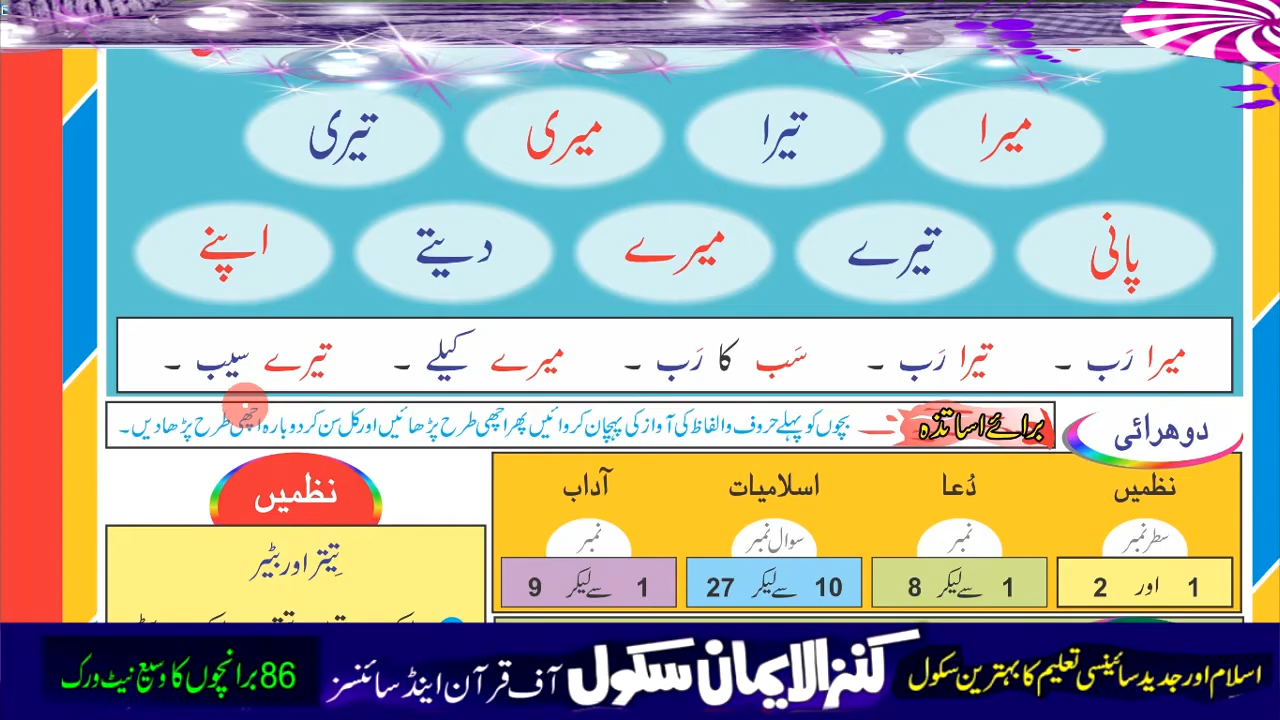 میرا تیرا میری تیری
پانی تیرے میرے دیتے اپنے
میرا رَب ۔ تیرا رَب ۔ سَب کا رَب ۔ میرے کیلے ۔ تیرے سیب ۔
دوھرائی
برائے اساتذہ بچوں کو پہلے حروف و الفاظ کی آواز کی پہچان کروائیں پھر اچھی طرح پڑھائیں اور کل سن کر دوبارہ اچھی طرح پڑھا دیں۔
نظمیں دُعا اسلامیات آداب
سطر نمبر نمبر سوال نمبر نمبر
1 اور 2 1 سے لیکر 8 10 سے لیکر 27 1 سے لیکر 9
نظمیں
تِیتر اور بٹیر
اسلام اور جدید سائینسی تعلیم کا بہترین سکول
کنزالایمان سکول آف قرآن اینڈ سائنسز
86 برانچوں کا وسیع نیٹ ورک